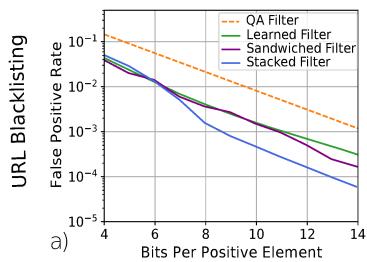 URL Blacklisting
False Positive Rate
10⁻¹
10⁻²
10⁻³
10⁻⁴
10⁻⁵
QA Filter
Learned Filter
Sandwiched Filter
Stacked Filter
4 6 8 10 12 14
Bits Per Positive Element
a)